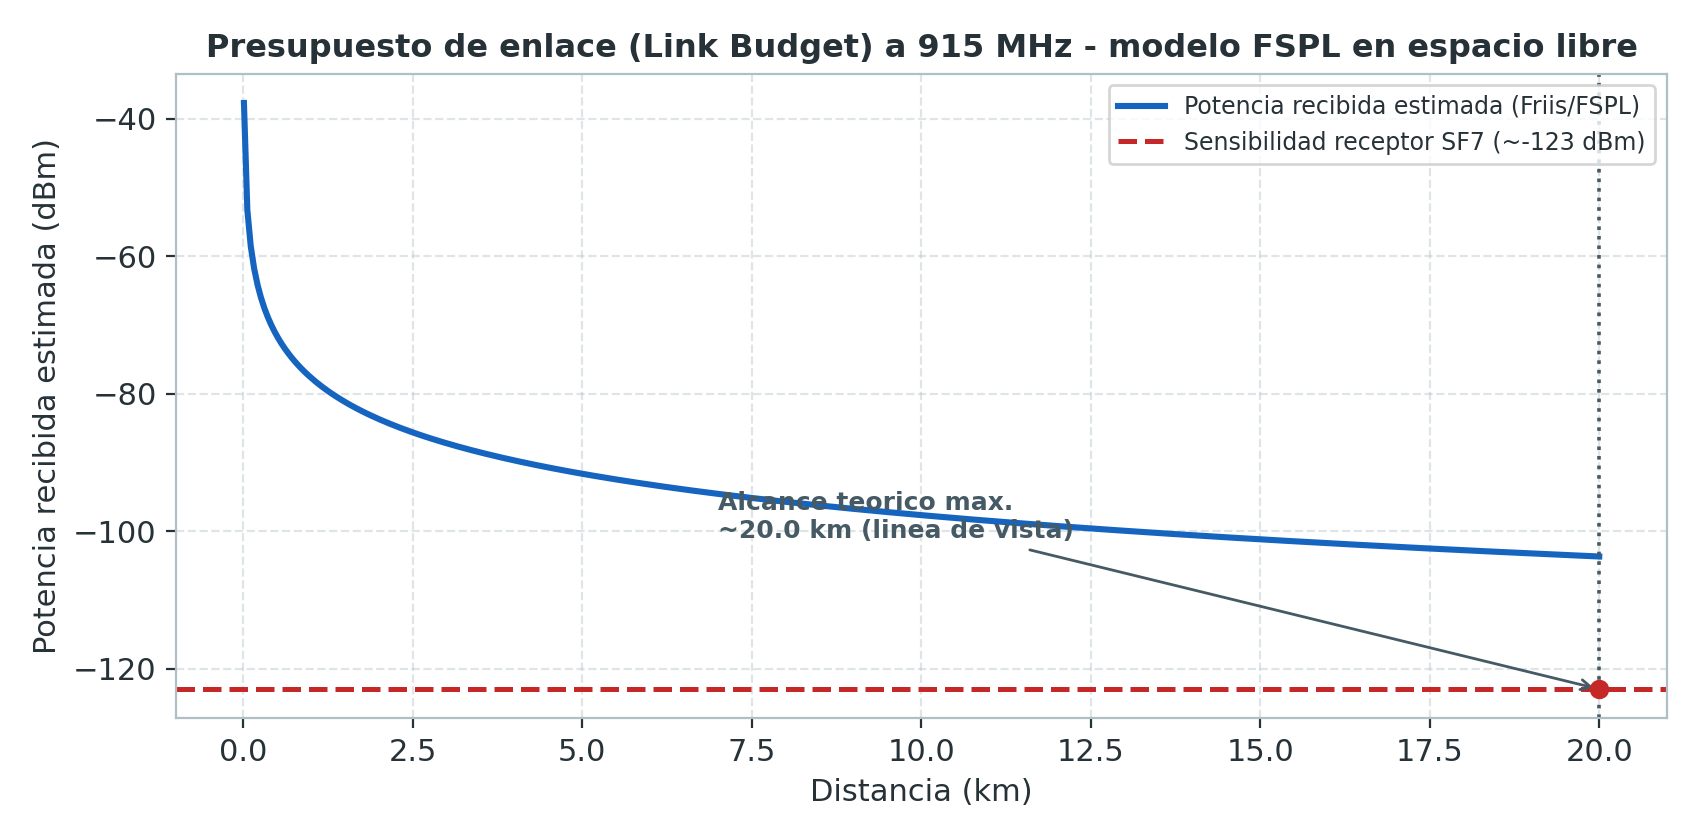 Presupuesto de enlace (Link Budget) a 915 MHz - modelo FSPL en espacio libre
Potencia recibida estimada (Friis/FSPL)
Sensibilidad receptor SF7 (~-123 dBm)
Potencia recibida estimada (dBm)
−40
−60
−80
−100
−120
Alcance teorico max.
~20.0 km (linea de vista)
0.0 2.5 5.0 7.5 10.0 12.5 15.0 17.5 20.0
Distancia (km)